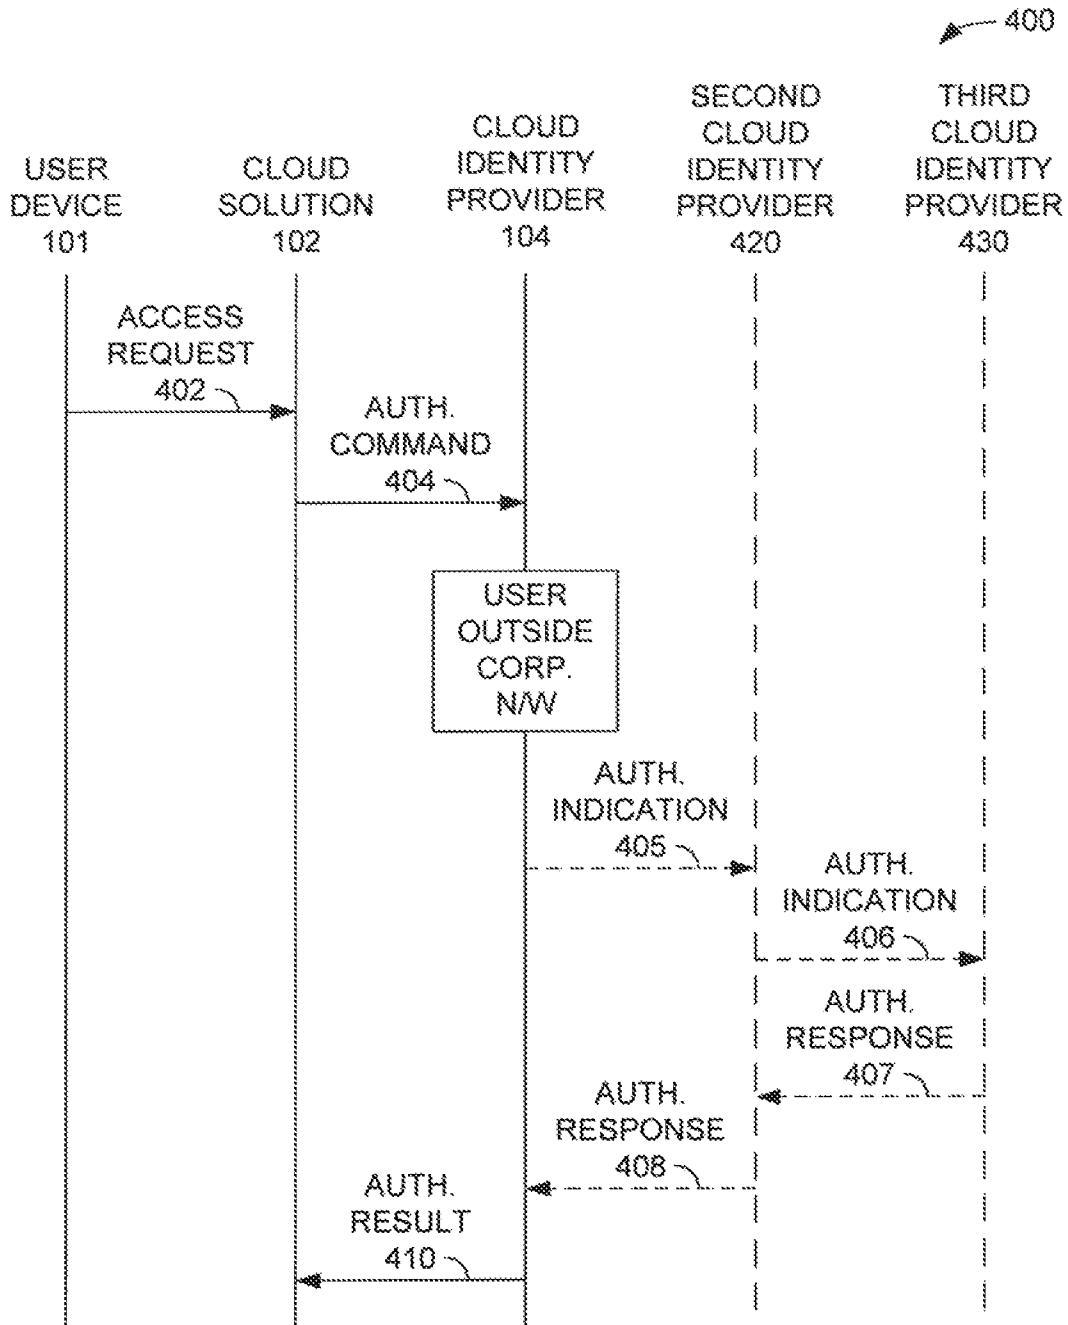 400
USER
DEVICE
101
CLOUD
SOLUTION
102
CLOUD
IDENTITY
PROVIDER
104
SECOND
CLOUD
IDENTITY
PROVIDER
420
THIRD
CLOUD
IDENTITY
PROVIDER
430
ACCESS
REQUEST
402
AUTH.
COMMAND
404
USER
OUTSIDE
CORP.
N/W
AUTH.
INDICATION
405
AUTH.
INDICATION
406
AUTH.
RESPONSE
407
AUTH.
RESPONSE
408
AUTH.
RESULT
410